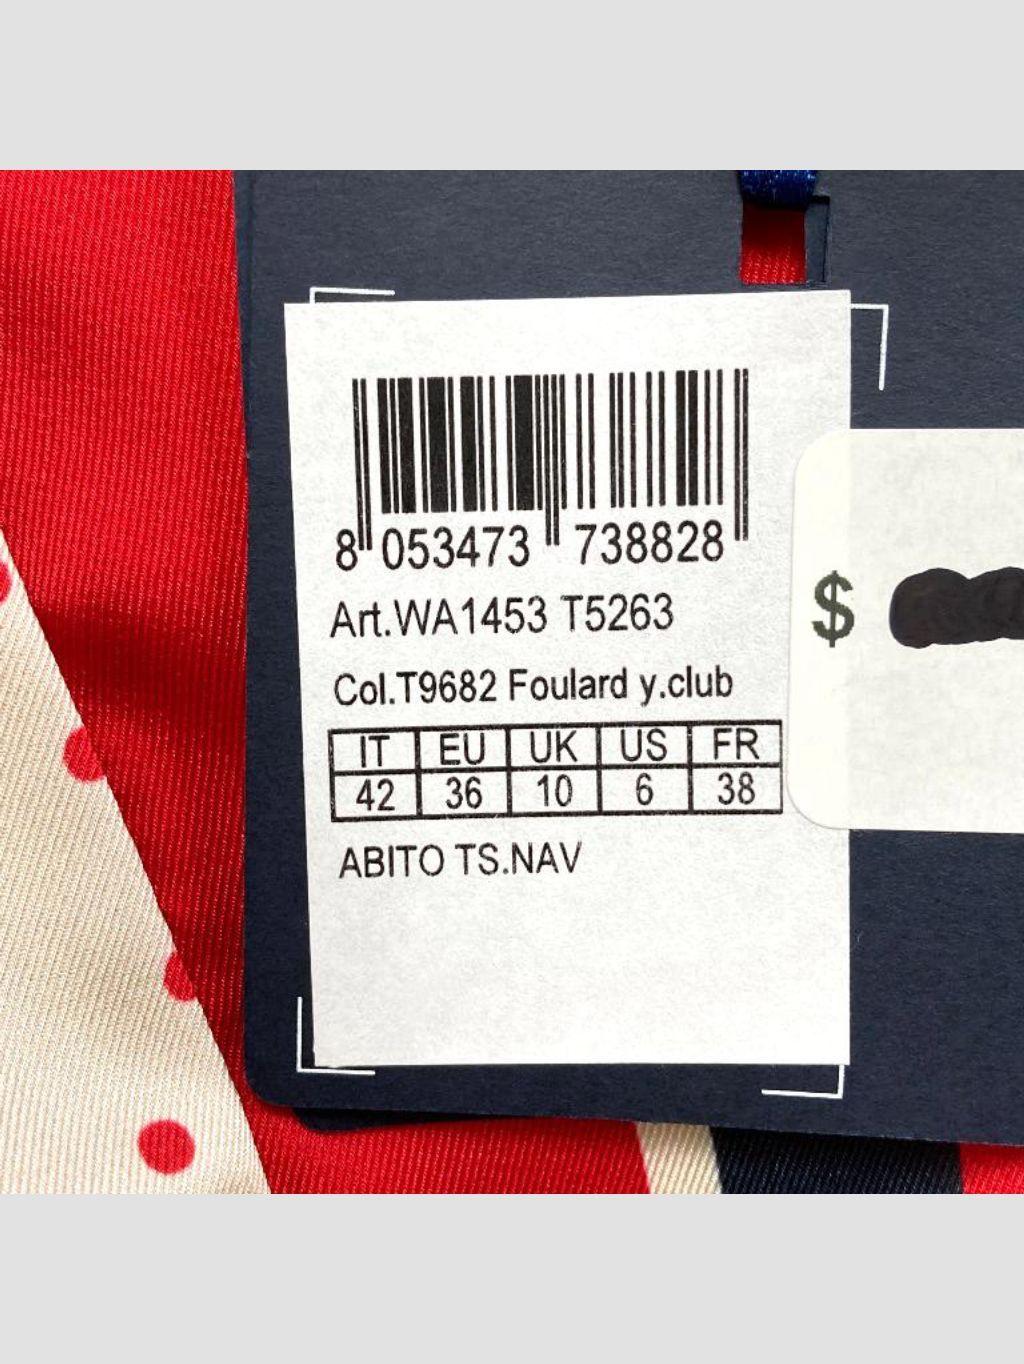 8 053473 738828
Art.WA1453 T5263
Col.T9682 Foulard y.club
IT EU UK US FR
42 36 10 6 38
ABITO TS.NAV
$